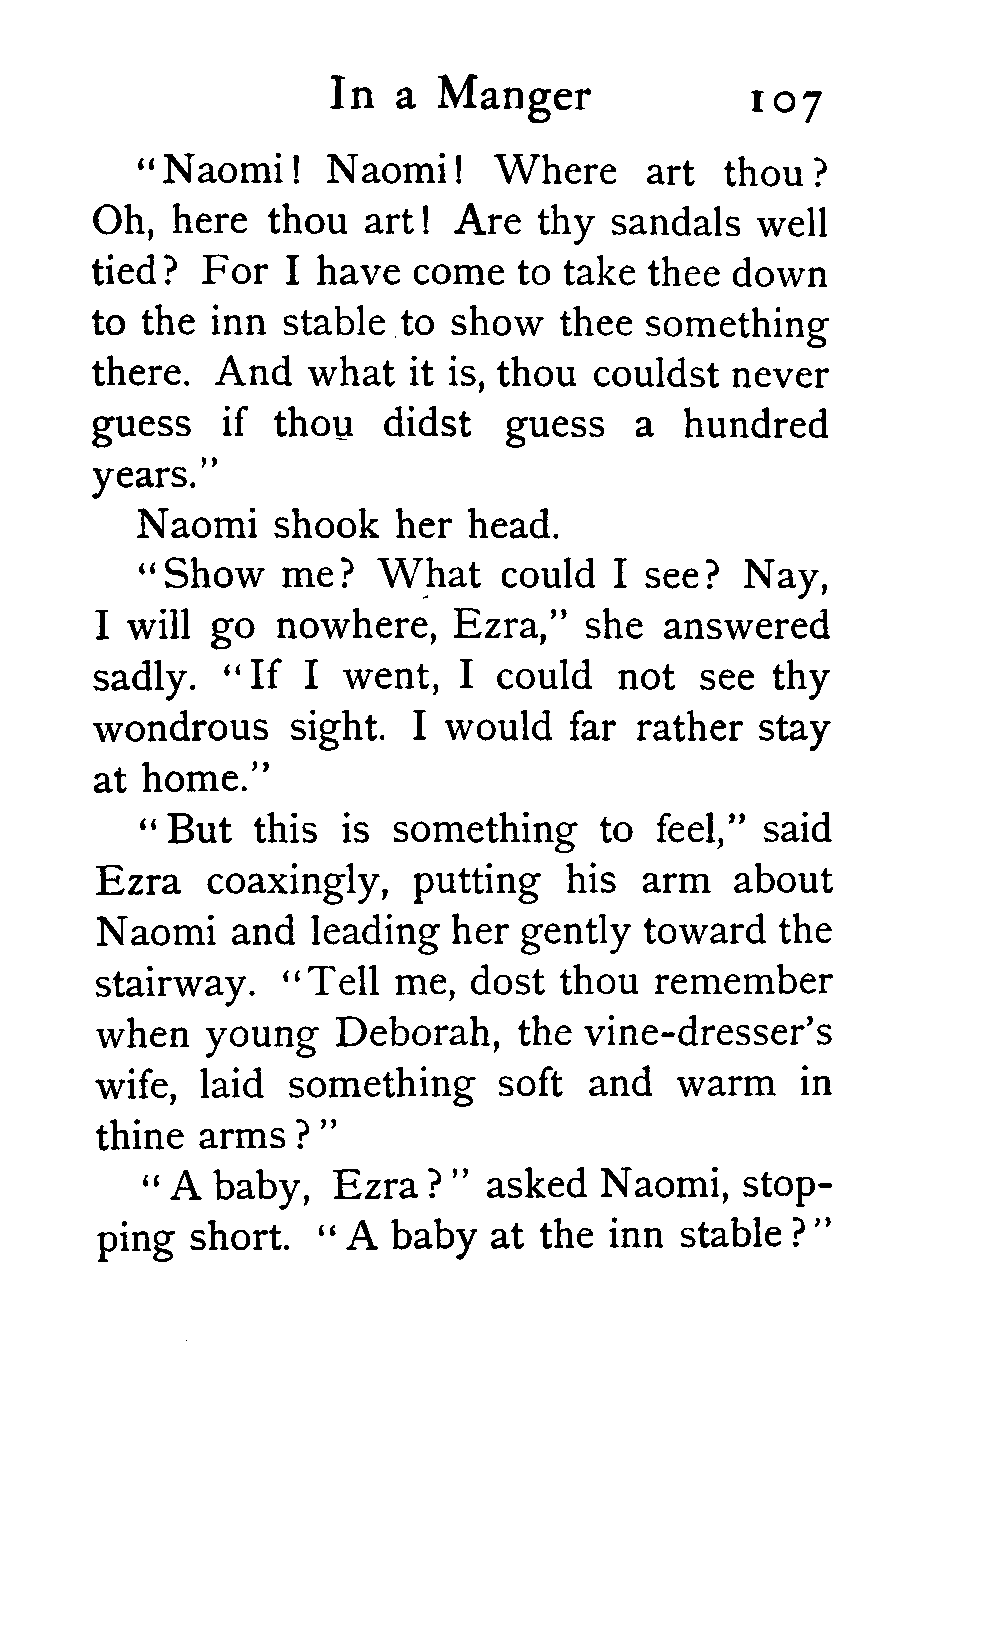 In a Manger 107
"Naomi! Naomi! Where art thou?
Oh, here thou art! Are thy sandals well
tied? For I have come to take thee down
to the inn stable to show thee something
there. And what it is, thou couldst never
guess if thou didst guess a hundred
years."
Naomi shook her head.
"Show me? What could I see? Nay,
I will go nowhere, Ezra," she answered
sadly. "If I went, I could not see thy
wondrous sight. I would far rather stay
at home."
"But this is something to feel," said
Ezra coaxingly, putting his arm about
Naomi and leading her gently toward the
stairway. "Tell me, dost thou remember
when young Deborah, the vine-dresser's
wife, laid something soft and warm in
thine arms?"
"A baby, Ezra?" asked Naomi, stop-
ping short. "A baby at the inn stable?"